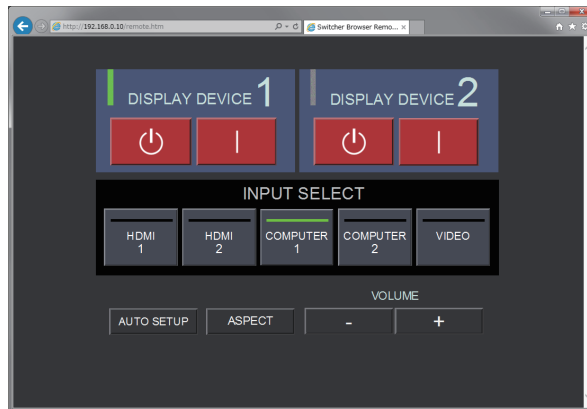 http://192.168.0.10/remote.htm
Switcher Browser Remo...
DISPLAY DEVICE 1
DISPLAY DEVICE 2
INPUT SELECT
HDMI 1
HDMI 2
COMPUTER 1
COMPUTER 2
VIDEO
VOLUME
AUTO SETUP
ASPECT
-
+